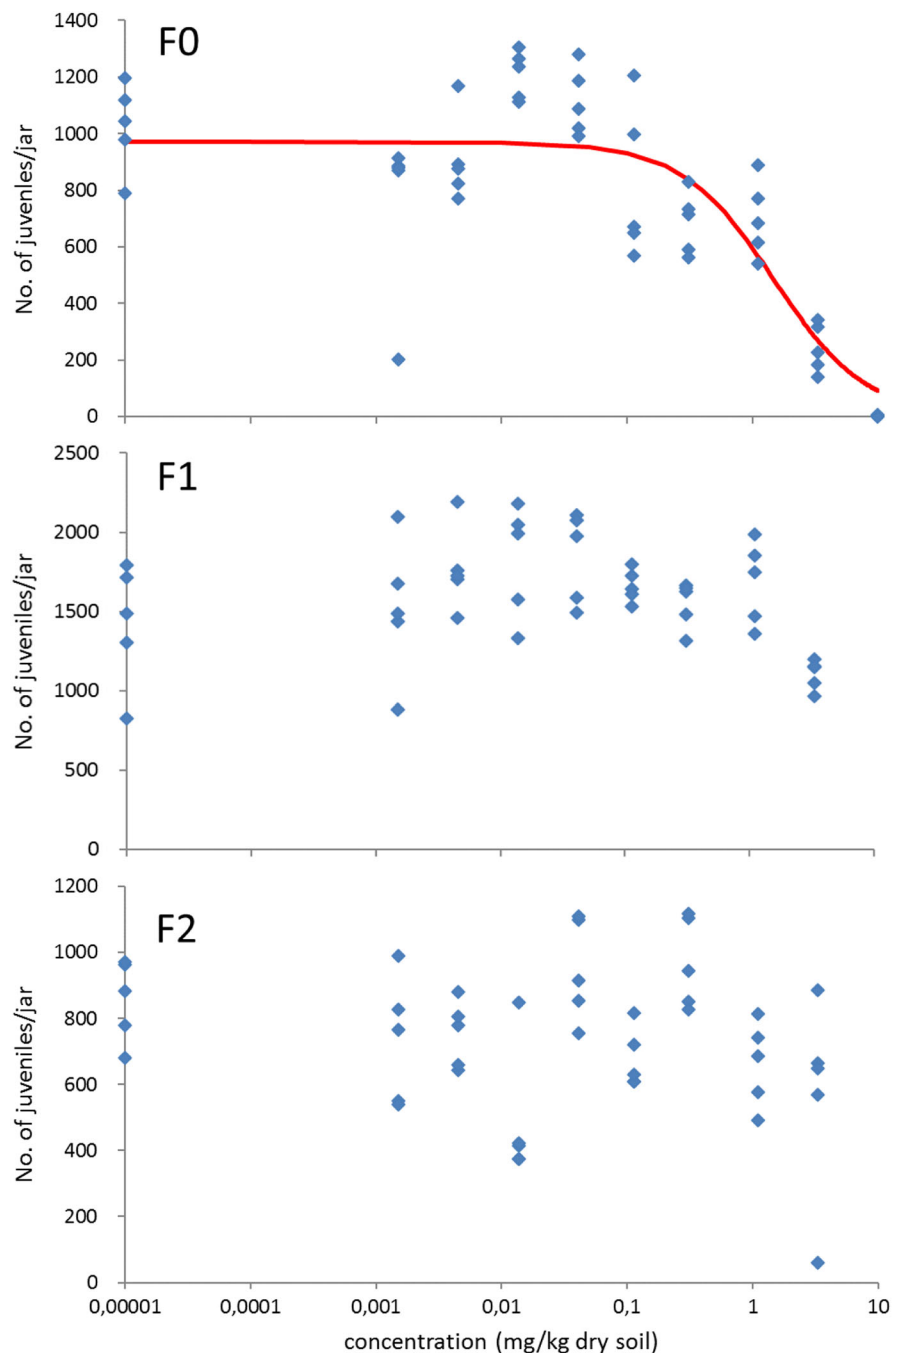 F0
No. of juvenles/jar
1400
1200
1000
800
600
400
200
0
F1
No. of juveniles/jar
2500
2000
1500
1000
500
0
F2
No. of juveniles/jar
1200
1000
800
600
400
200
0
0,00001 0,0001 0,001 0,01 0,1 1 10
concentration (mg/kg dry soil)